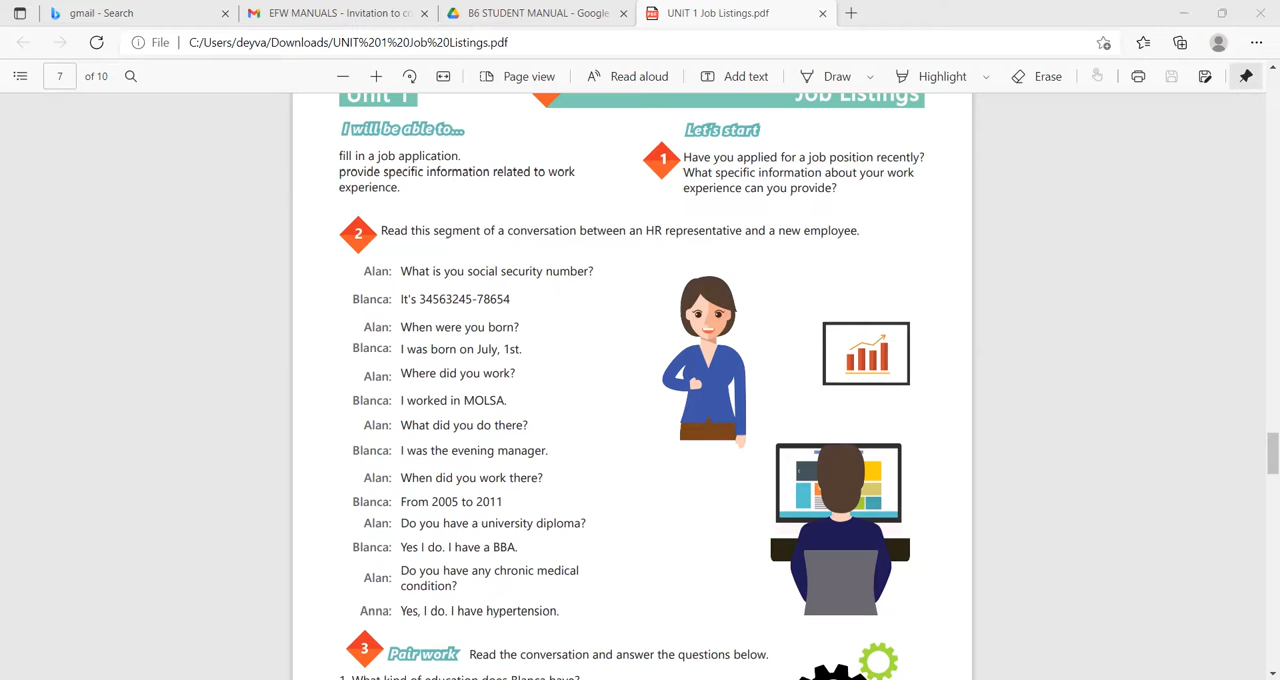 gmail - Search
EFW MANUALS - Invitation to co
B6 STUDENT MANUAL - Google
UNIT 1 Job Listings.pdf
File C:/Users/deyva/Downloads/UNIT%201%20Job%20Listings.pdf
7 of 10 Page view Read aloud Add text Draw Highlight Erase
Unit 1 Job Listings
I will be able to...
fill in a job application.
provide specific information related to work
experience.
Let's start
1 Have you applied for a job position recently?
What specific information about your work
experience can you provide?
2 Read this segment of a conversation between an HR representative and a new employee.
Alan: What is you social security number?
Blanca: It's 34563245-78654
Alan: When were you born?
Blanca: I was born on July, 1st.
Alan: Where did you work?
Blanca: I worked in MOLSA.
Alan: What did you do there?
Blanca: I was the evening manager.
Alan: When did you work there?
Blanca: From 2005 to 2011
Alan: Do you have a university diploma?
Blanca: Yes I do. I have a BBA.
Alan: Do you have any chronic medical
condition?
Anna: Yes, I do. I have hypertension.
3 Pair work Read the conversation and answer the questions below.
1. What kind of education does Blanca have?